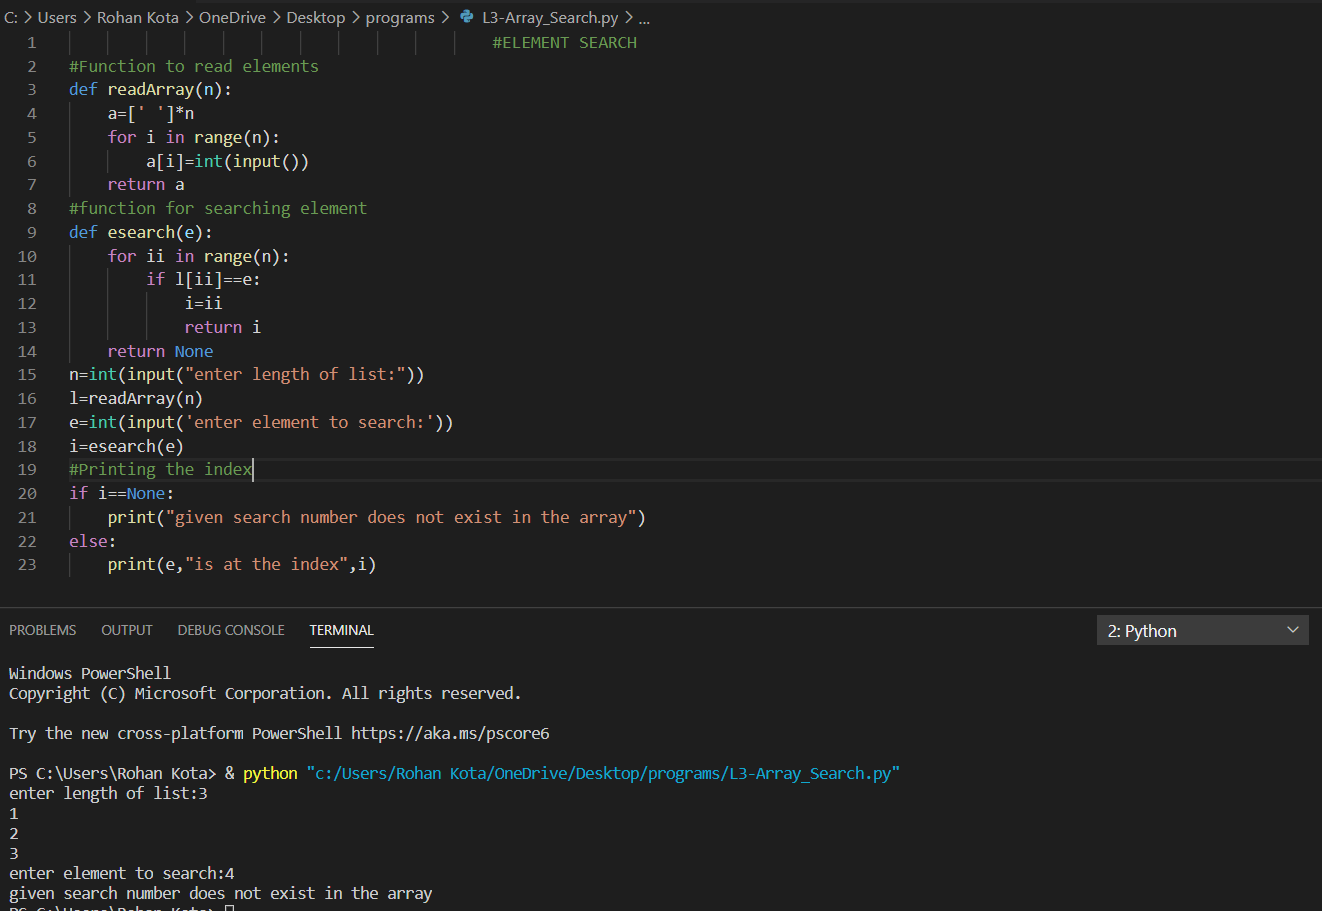 C: > Users > Rohan Kota > OneDrive > Desktop > programs > L3-Array_Search.py > ...
1                                             #ELEMENT SEARCH
2  #Function to read elements
3  def readArray(n):
4      a=[' ']*n
5      for i in range(n):
6          a[i]=int(input())
7      return a
8  #function for searching element
9  def esearch(e):
10     for ii in range(n):
11         if l[ii]==e:
12             i=ii
13             return i
14     return None
15 n=int(input("enter length of list:"))
16 l=readArray(n)
17 e=int(input('enter element to search:'))
18 i=esearch(e)
19 #Printing the index
20 if i==None:
21     print("given search number does not exist in the array")
22 else:
23     print(e,"is at the index",i)
PROBLEMS OUTPUT DEBUG CONSOLE TERMINAL 2: Python
Windows PowerShell
Copyright (C) Microsoft Corporation. All rights reserved.
Try the new cross-platform PowerShell https://aka.ms/pscore6
PS C:\Users\Rohan Kota> & python "c:/Users/Rohan Kota/OneDrive/Desktop/programs/L3-Array_Search.py"
enter length of list:3
1
2
3
enter element to search:4
given search number does not exist in the array
PS C:\Users\Rohan Kota>